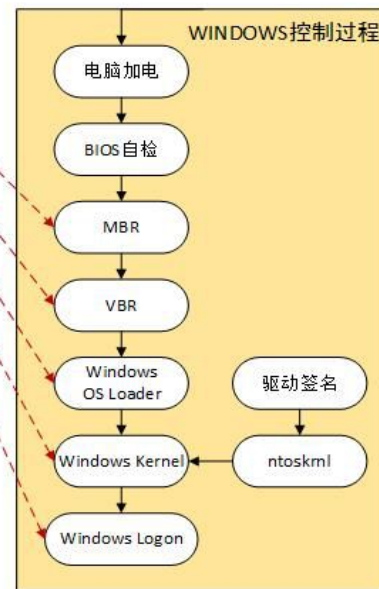 WINDOWS控制过程
电脑加电
BIOS自检
MBR
VBR
Windows
OS Loader
驱动签名
Windows Kernel
ntoskrnl
Windows Logon